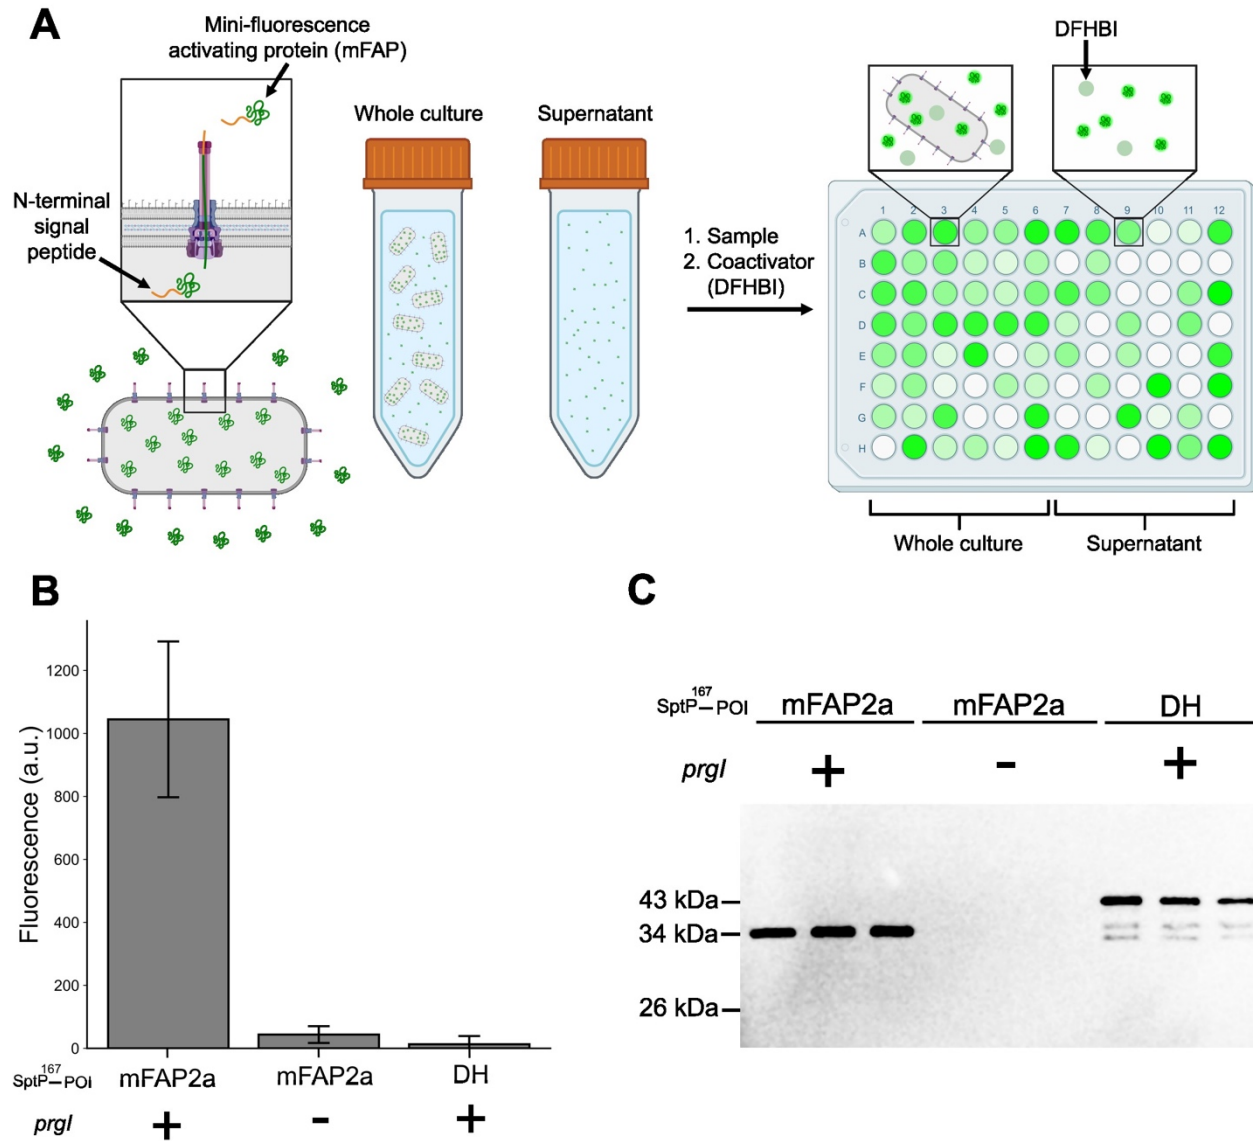 A
Mini-fluorescence
activating protein (mFAP)
N-terminal
signal
peptide
Whole culture
Supernatant
1. Sample
2. Coactivator
(DFHBI)
DFHBI
1 2 3 4 5 6 7 8 9 10 11 12
A
B
C
D
E
F
G
H
Whole culture
Supernatant
B
Fluorescence (a.u.)
1200
1000
800
600
400
200
0
SptP¹⁶⁷–POI mFAP2a mFAP2a DH
prgI + - +
C
SptP¹⁶⁷–POI mFAP2a mFAP2a DH
prgI + - +
43 kDa
34 kDa
26 kDa